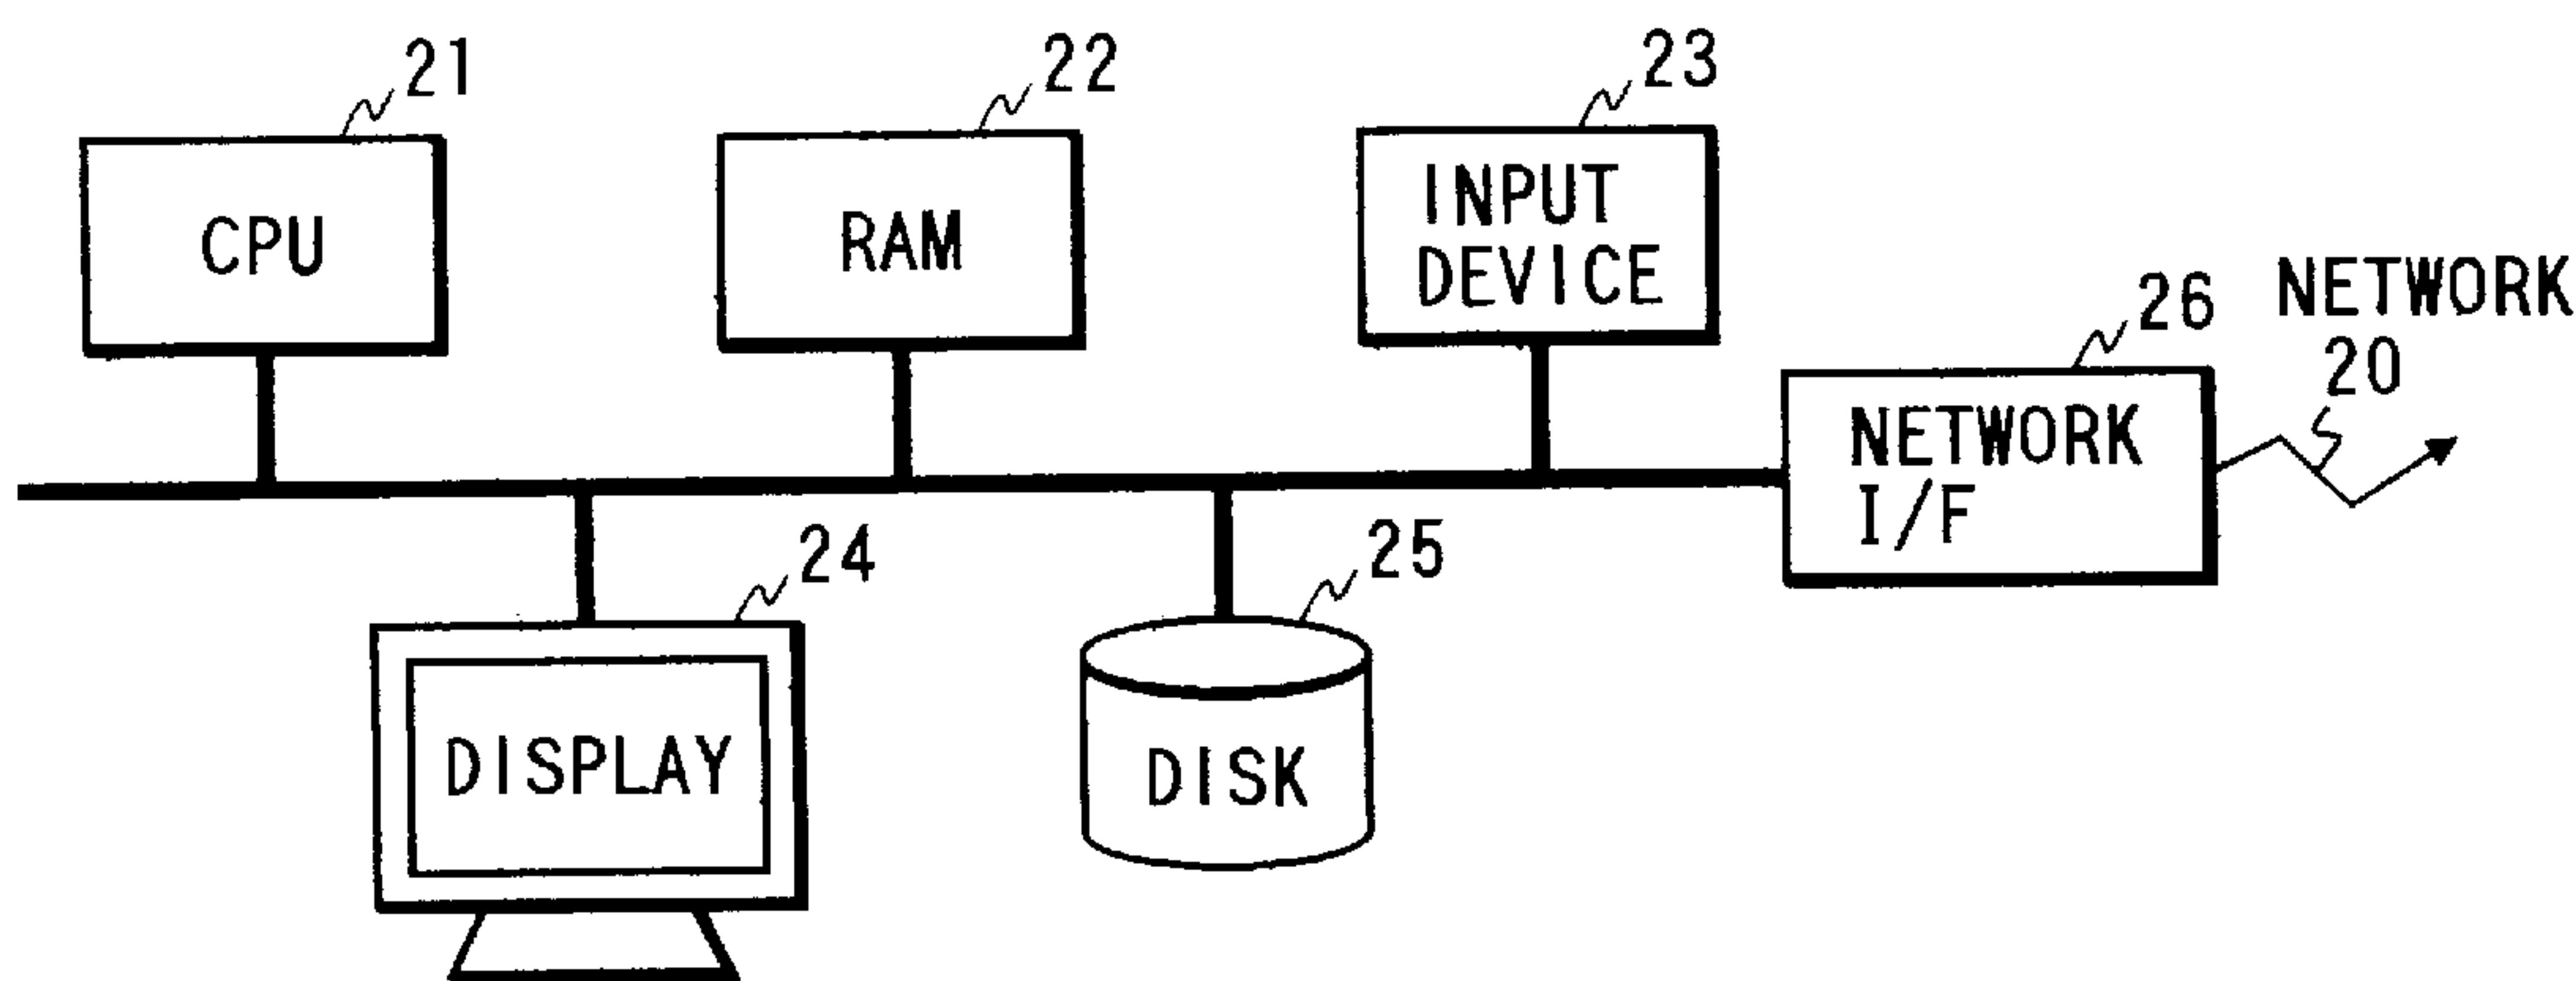 21
22
23
CPU
RAM
INPUT
DEVICE
26
NETWORK
20
NETWORK
I/F
24
25
DISPLAY
DISK